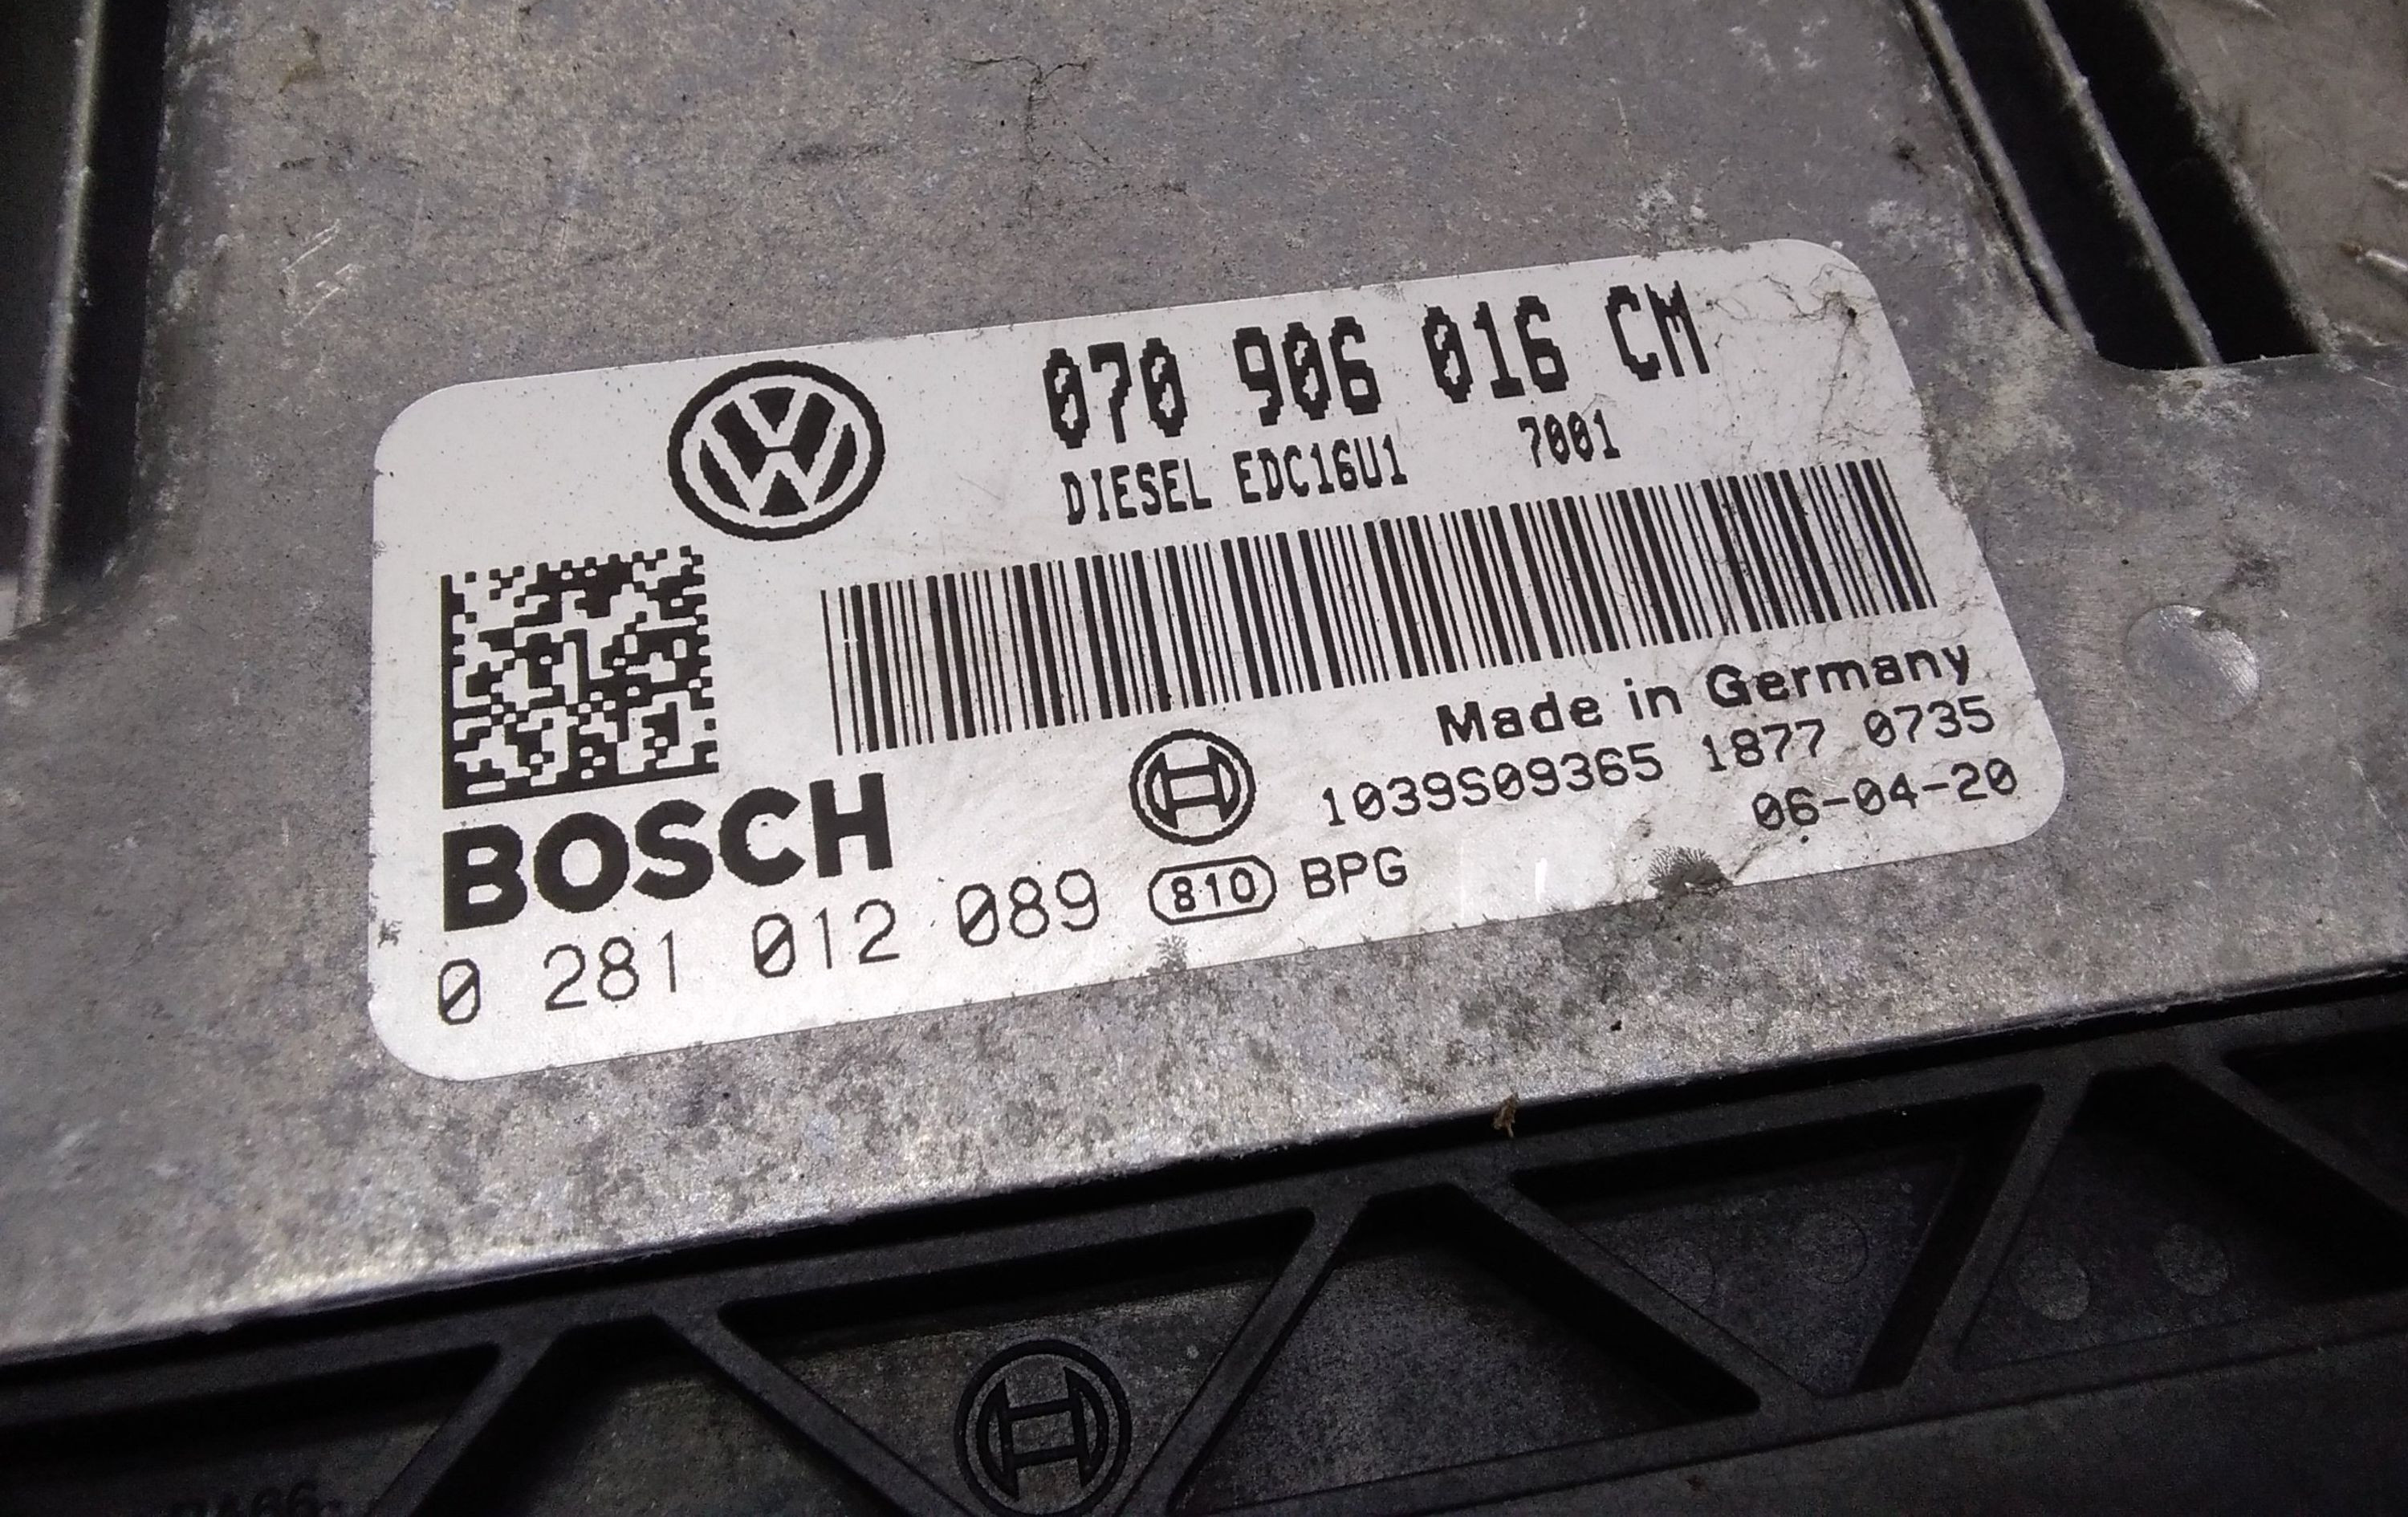 070 906 016 CM
DIESEL EDC16U1 7001
Made in Germany
1039S09365 1877 0735
06-04-20
BOSCH
0 281 012 089 810 BPG